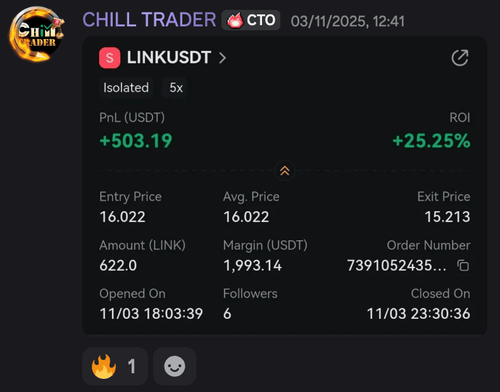 CHILL TRADER CTO 03/11/2025, 12:41
CHILL
TRADER
S LINKUSDT
Isolated 5x
PnL (USDT) ROI
+503.19 +25.25%
Entry Price Avg. Price Exit Price
16.022 16.022 15.213
Amount (LINK) Margin (USDT) Order Number
622.0 1,993.14 7391052435...
Opened On Followers Closed On
11/03 18:03:39 6 11/03 23:30:36
1